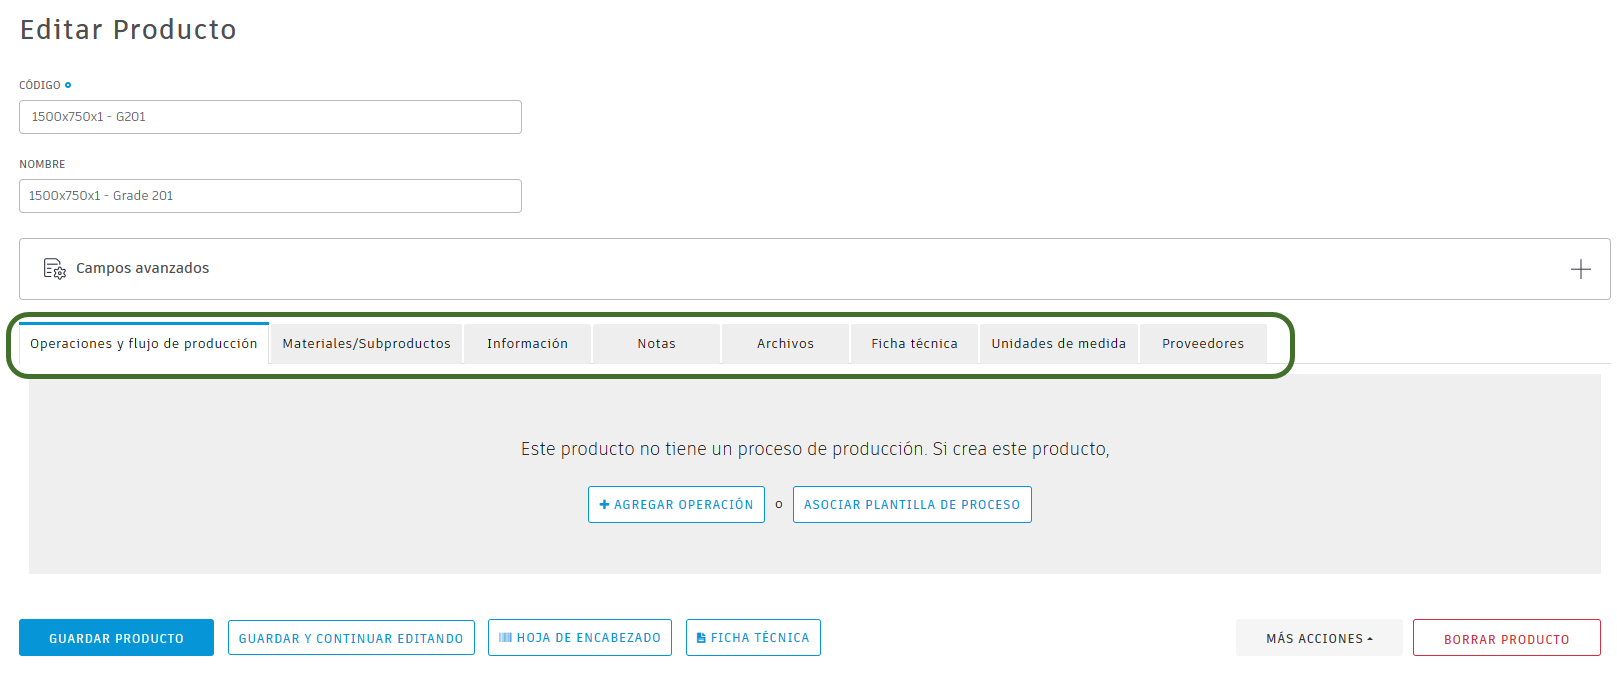 Editar Producto
CÓDIGO
1500x750x1 - G201
NOMBRE
1500x750x1 - Grade 201
Campos avanzados
Operaciones y flujo de producción Materiales/Subproductos Información Notas Archivos Ficha técnica Unidades de medida Proveedores
Este producto no tiene un proceso de producción. Si crea este producto,
AGREGAR OPERACIÓN o ASOCIAR PLANTILLA DE PROCESO
GUARDAR PRODUCTO GUARDAR Y CONTINUAR EDITANDO HOJA DE ENCABEZADO FICHA TÉCNICA MÁS ACCIONES BORRAR PRODUCTO